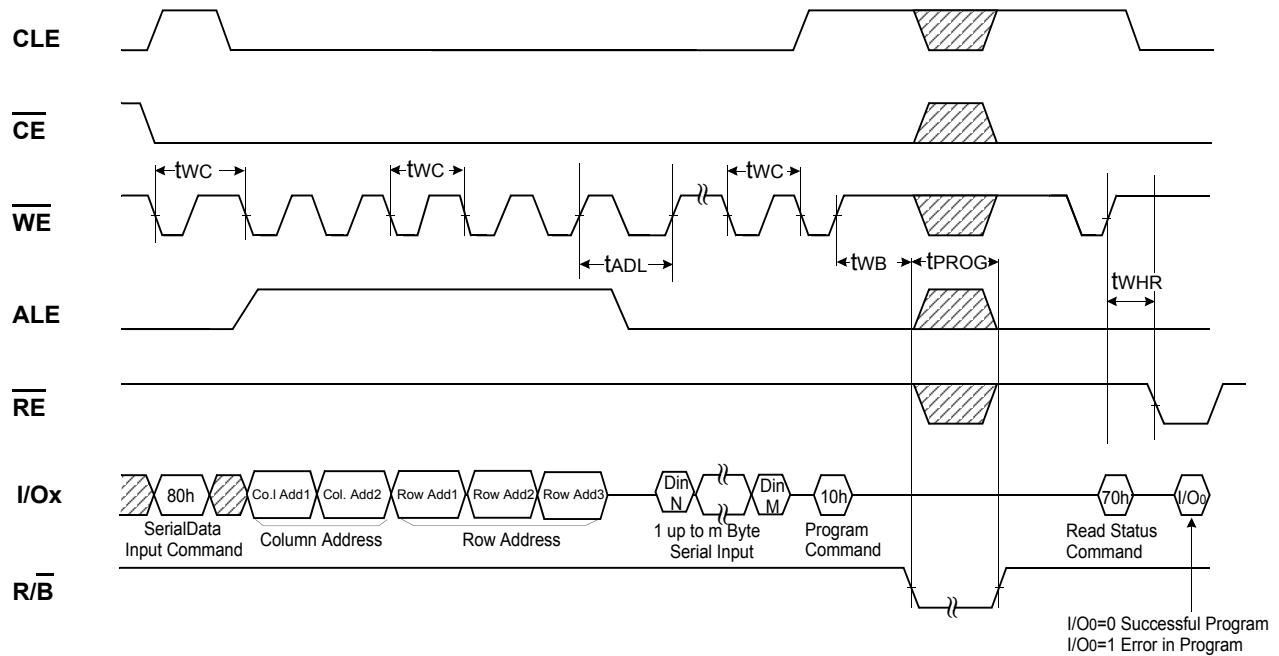 CLE
CE
tWC tWC tWC
WE
tADL tWB tPROG
tWHR
ALE
RE
I/Ox 80h Co.l Add1 Col. Add2 Row Add1 Row Add2 Row Add3 Din N Din M 10h 70h I/O0
SerialData Input Command
Column Address
Row Address
1 up to m Byte Serial Input
Program Command
Read Status Command
R/B
I/O0=0 Successful Program
I/O0=1 Error in Program